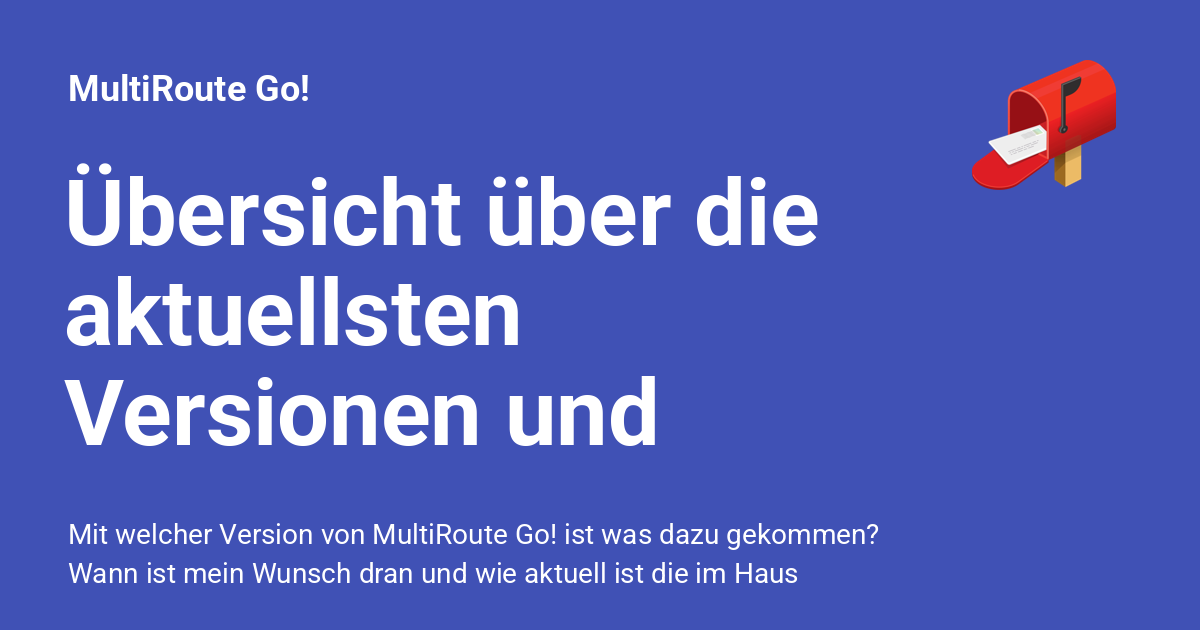 MultiRoute Go!
Übersicht über die
aktuellsten
Versionen und
Mit welcher Version von MultiRoute Go! ist was dazu gekommen?
Wann ist mein Wunsch dran und wie aktuell ist die im Haus